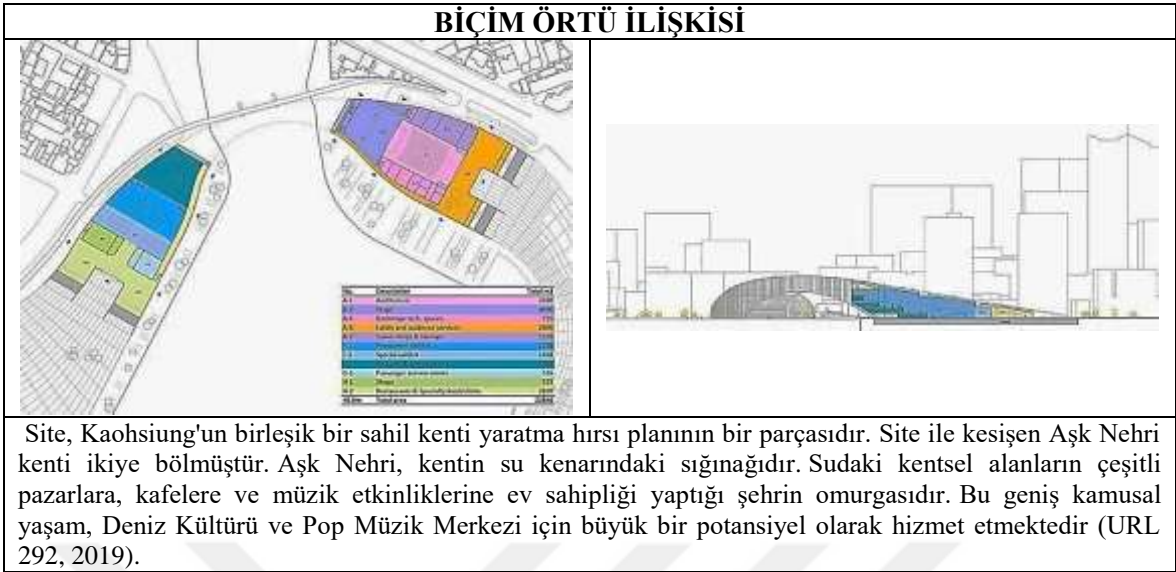 BİÇİM ÖRTÜ İLİŞKİSİ
Description
Total area
Site, Kaohsiung'un birleşik bir sahil kenti yaratma hırsı planının bir parçasıdır. Site ile kesişen Aşk Nehri
kenti ikiye bölmüştür. Aşk Nehri, kentin su kenarındaki sığınağıdır. Sudaki kentsel alanların çeşitli
pazarlara, kafelere ve müzik etkinliklerine ev sahipliği yaptığı şehrin omurgasıdır. Bu geniş kamusal
yaşam, Deniz Kültürü ve Pop Müzik Merkezi için büyük bir potansiyel olarak hizmet etmektedir (URL
292, 2019).